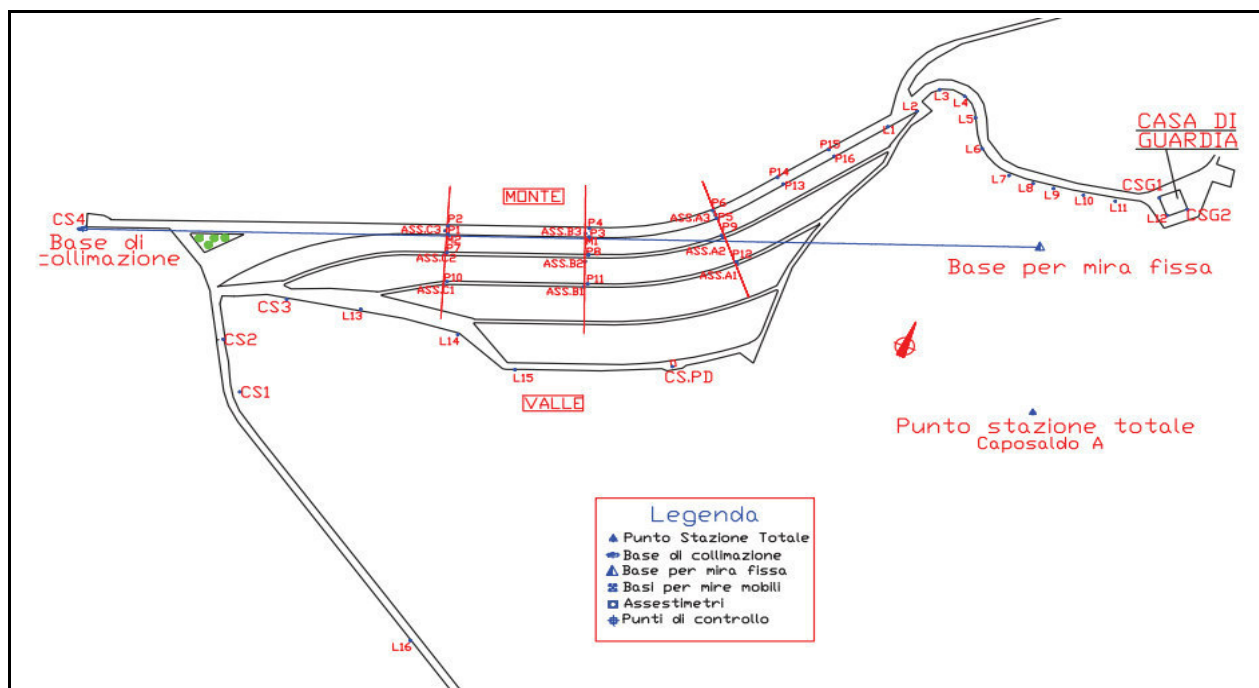 L3
L4
L2
L5
CASA DI
GUARDIA
L1
P15
P16
L6
P14
P13
L7
L8
L9
L10
L11
CSG1
L12
CSG2
MONTE
P6
P2
P4
CS4
ASS.C3
P1
ASS.B3
P3
ASS.A3
P5
P9
Base di
collimazione
M1
P7
P8
ASS.C2
ASS.B2
ASS.A2
P12
Base per mira fissa
P10
P11
ASS.C1
ASS.B1
ASS.A1
CS3
L13
CS2
L14
L15
CS.PD
CS1
VALLE
Punto stazione totale
Caposaldo A
Legenda
Punto Stazione Totale
Base di collimazione
Base per mira fissa
Basi per mire mobili
Assestimetri
Punti di controllo
L16